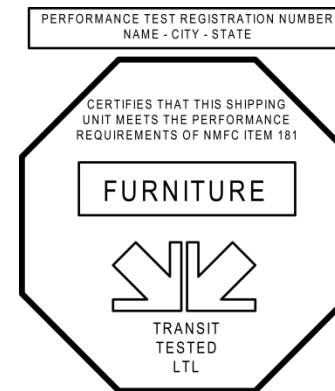 PERFORMANCE TEST REGISTRATION NUMBER
NAME - CITY - STATE
CERTIFIES THAT THIS SHIPPING
UNIT MEETS THE PERFORMANCE
REQUIREMENTS OF NMFC ITEM 181
FURNITURE
TRANSIT
TESTED
LTL